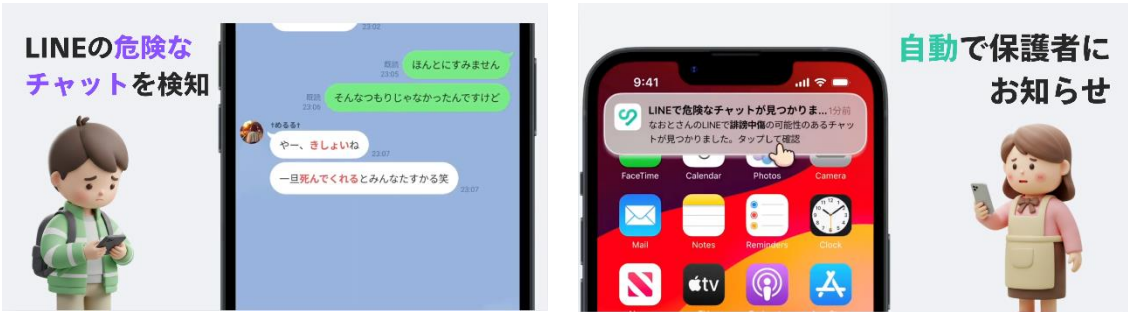 LINEの危険な
チャットを検知
23:02
既読
23:05
ほんとにすみません
既読
23:06
そんなつもりじゃなかったんですけど
†めるる†
やー、きしょいね
23:07
一旦死んでくれるとみんなたすかる笑
23:07
自動で保護者に
お知らせ
9:41
LINEで危険なチャットが見つかりま...1分前
なおとさんのLINEで誹謗中傷の可能性のあるチャッ
トが見つかりました。タップして確認
FaceTime
Calendar
Photos
Camera
Mail
Notes
Reminders
Clock
tv